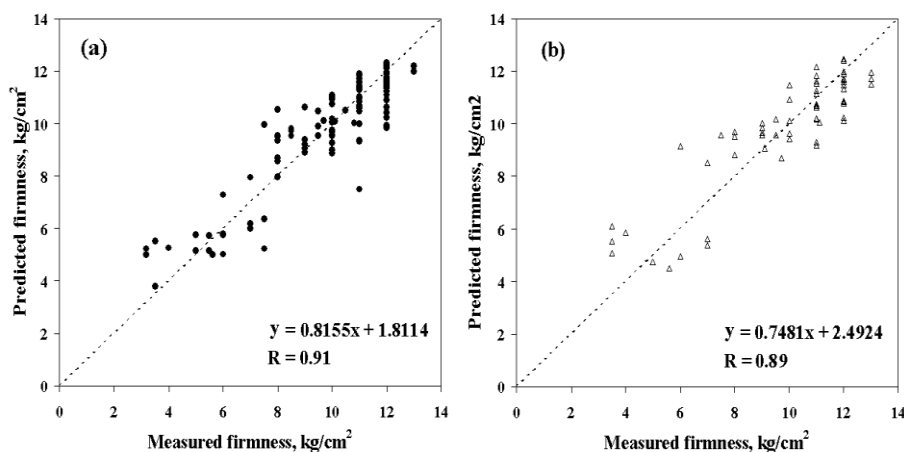 (a)
Predicted firmness, kg/cm²
14
12
10
8
6
4
2
0
y = 0.8155x + 1.8114
R = 0.91
0 2 4 6 8 10 12 14
Measured firmness, kg/cm²
(b)
Predicted firmness, kg/cm2
14
12
10
8
6
4
2
0
y = 0.7481x + 2.4924
R = 0.89
0 2 4 6 8 10 12 14
Measured firmness, kg/cm²